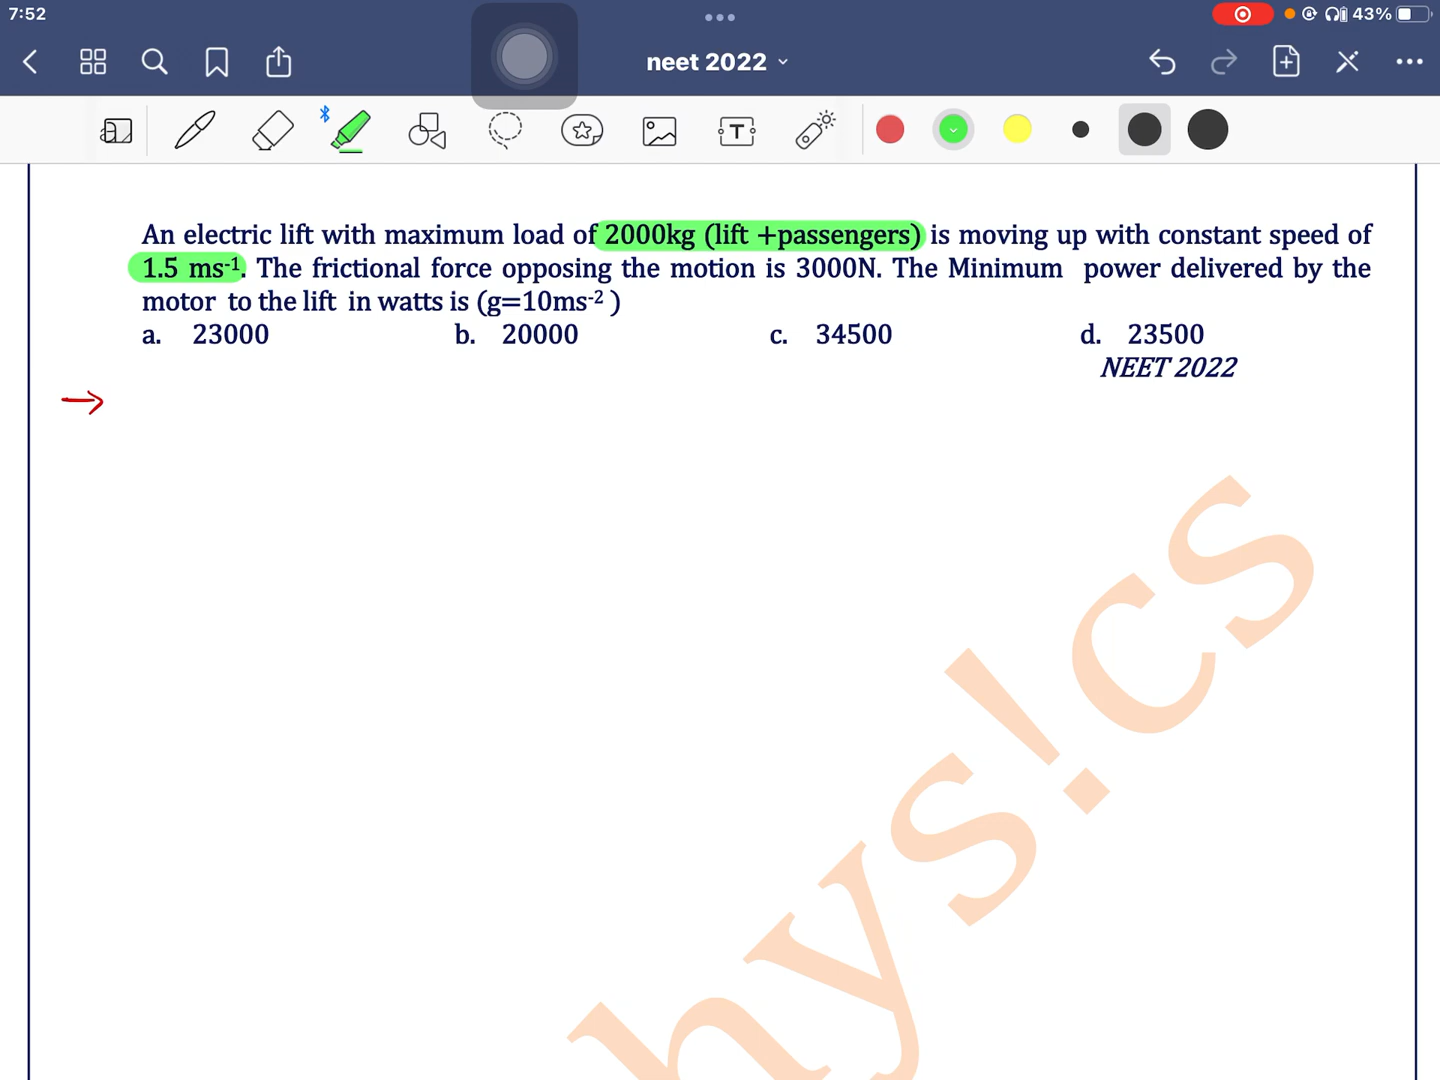 7:52
43%
neet 2022
An electric lift with maximum load of 2000kg (lift +passengers) is moving up with constant speed of
1.5 ms-1. The frictional force opposing the motion is 3000N. The Minimum power delivered by the
motor to the lift in watts is (g=10ms-2 )
a. 23000 b. 20000 c. 34500 d. 23500
NEET 2022
hys!cs